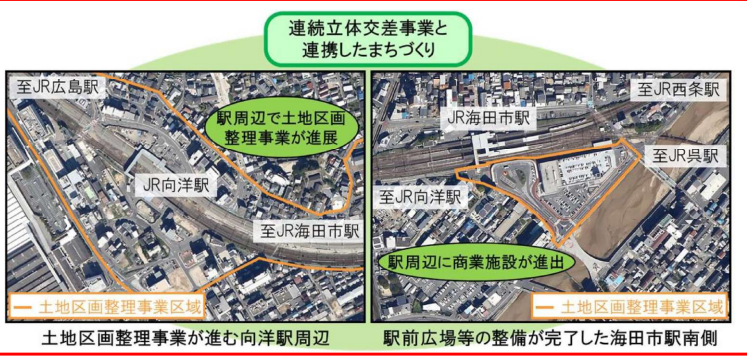 連続立体交差事業と
連携したまちづくり
至JR広島駅
駅周辺で土地区画
整理事業が進展
JR向洋駅
至JR海田市駅
土地区画整理事業区域
土地区画整理事業が進む向洋駅周辺
至JR西条駅
JR海田市駅
至JR呉駅
至JR向洋駅
駅周辺に商業施設が進出
土地区画整理事業区域
駅前広場等の整備が完了した海田市駅南側